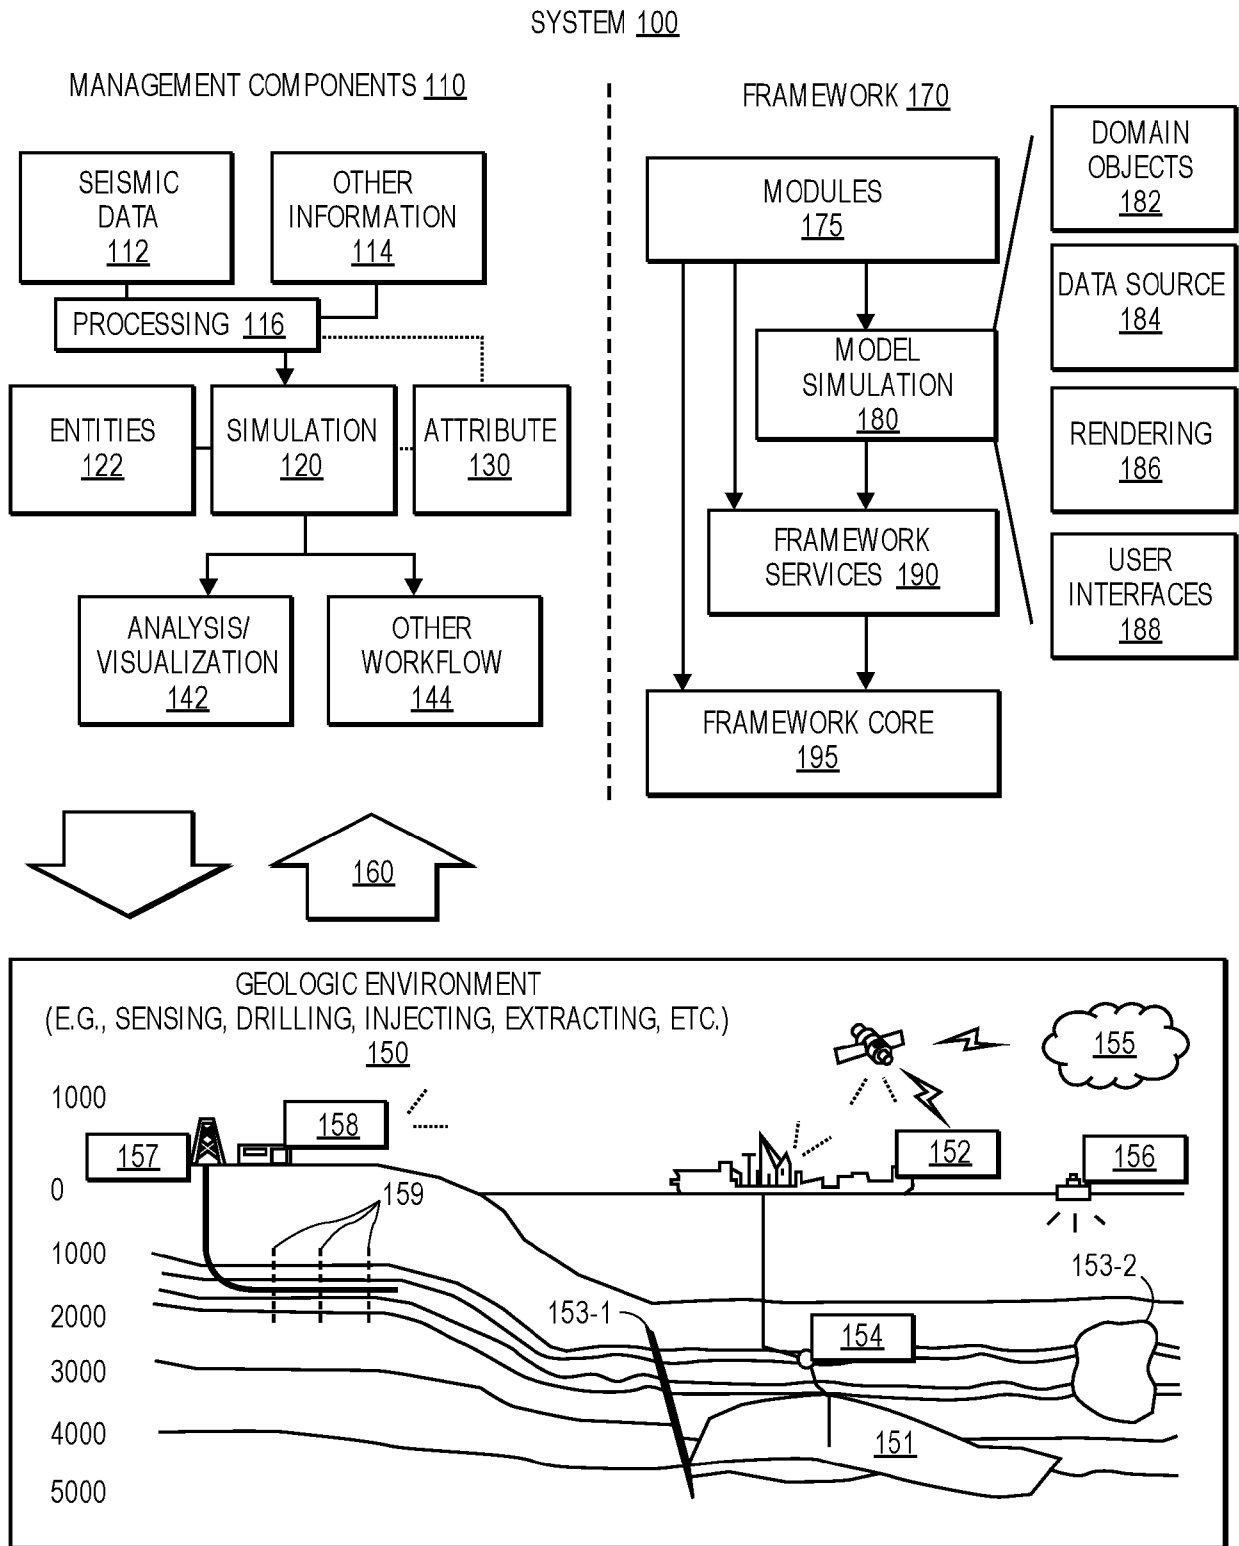 SYSTEM 100
MANAGEMENT COMPONENTS 110
SEISMIC
DATA
112
OTHER
INFORMATION
114
PROCESSING 116
ENTITIES
122
SIMULATION
120
ATTRIBUTE
130
ANALYSIS/
VISUALIZATION
142
OTHER
WORKFLOW
144
FRAMEWORK 170
MODULES
175
MODEL
SIMULATION
180
FRAMEWORK
SERVICES 190
FRAMEWORK CORE
195
DOMAIN
OBJECTS
182
DATA SOURCE
184
RENDERING
186
USER
INTERFACES
188
160
GEOLOGIC ENVIRONMENT
(E.G., SENSING, DRILLING, INJECTING, EXTRACTING, ETC.)
150
155
1000
158
157
152
156
0
159
1000
153-2
2000
153-1
154
3000
4000
151
5000